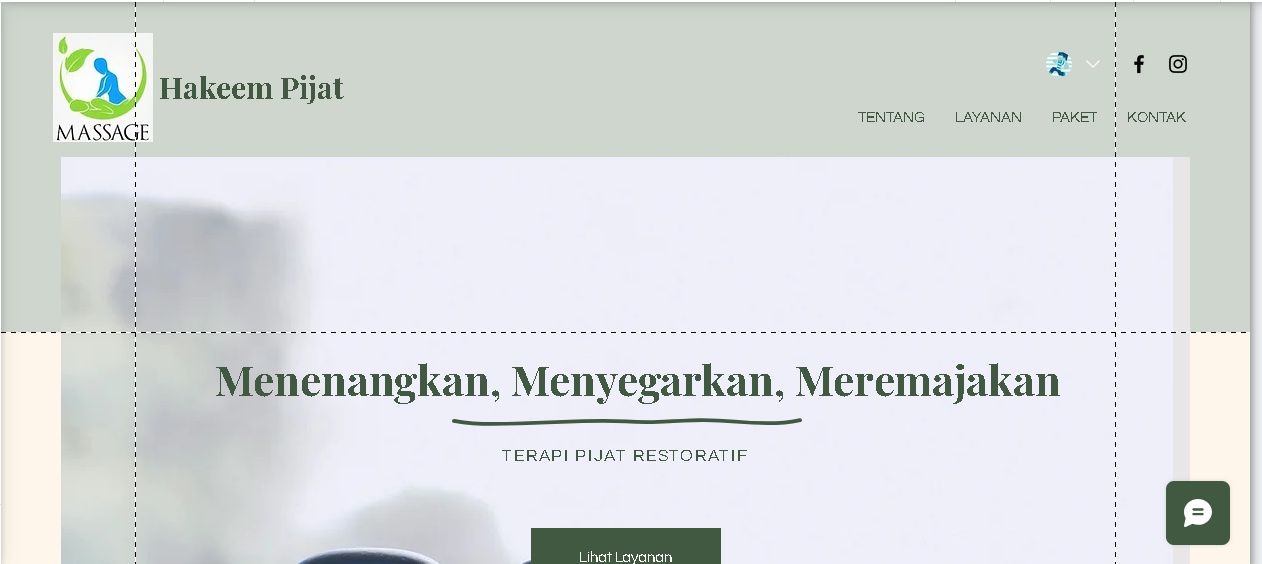 Hakeem Pijat
MASSAGE
TENTANG LAYANAN PAKET KONTAK
Menenangkan, Menyegarkan, Meremajakan
TERAPI PIJAT RESTORATIF
Lihat Layanan